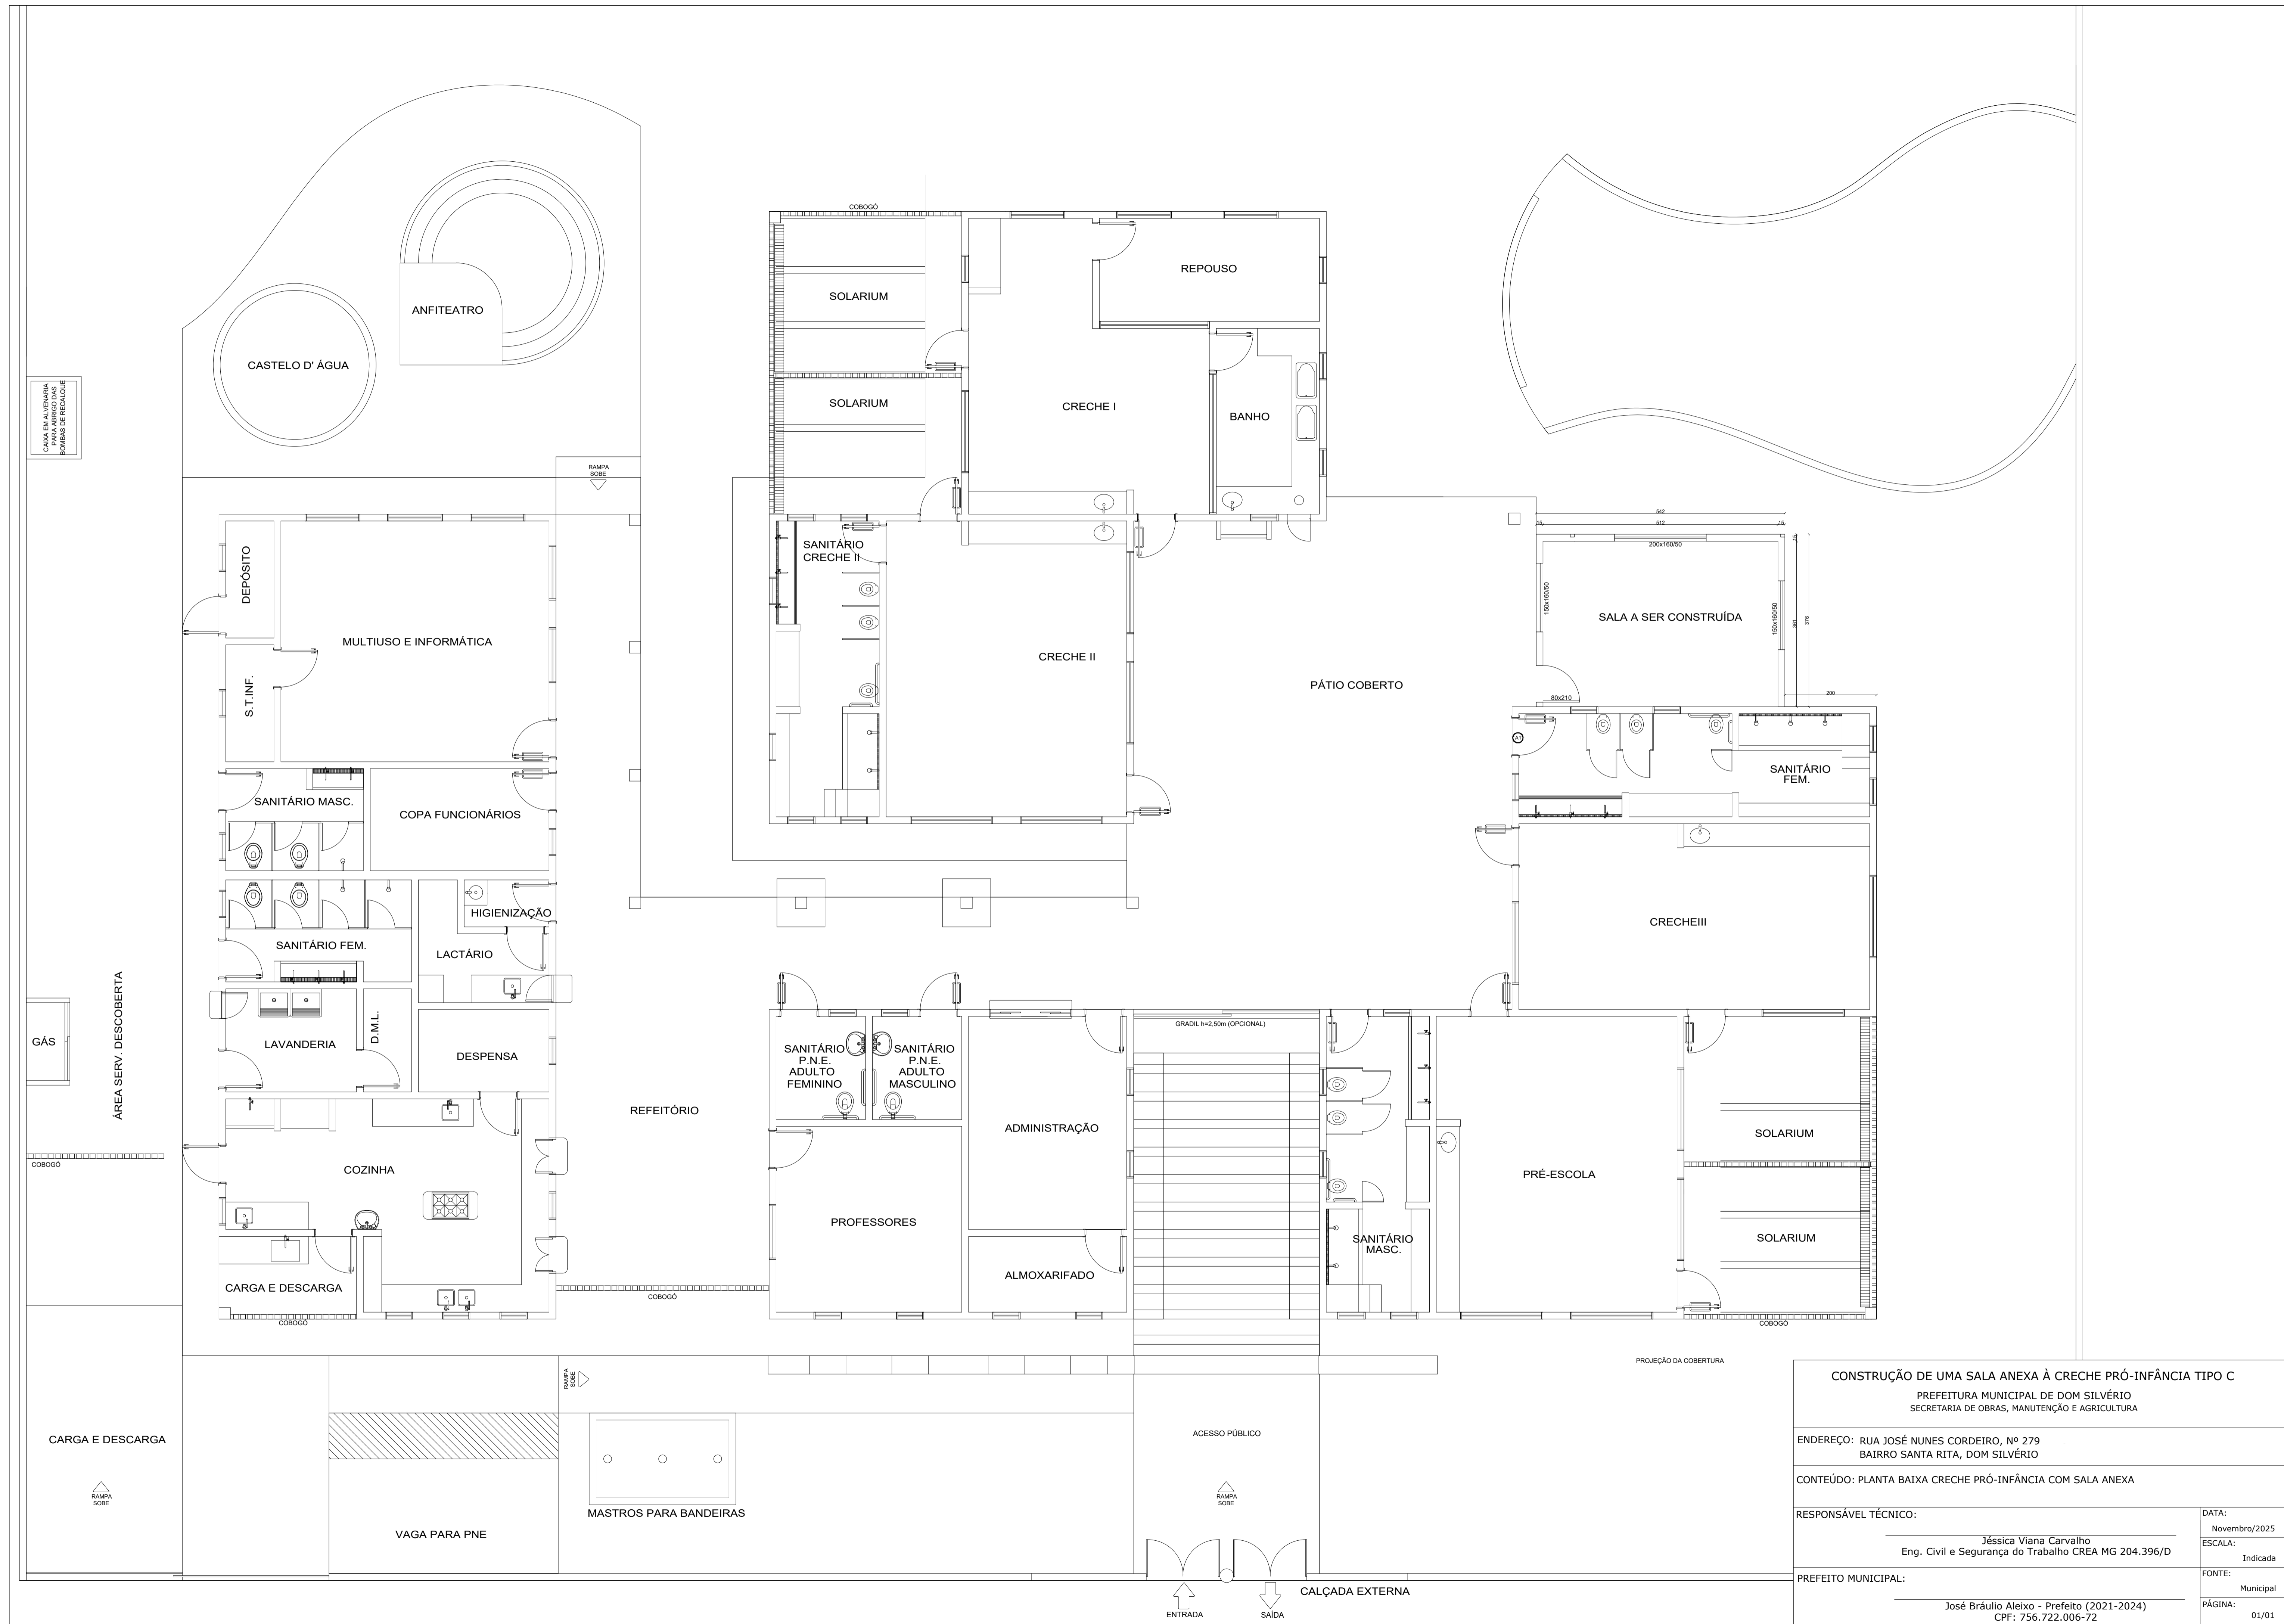 COBOGÓ
REPOUSO
SOLARIUM
ANFITEATRO
CASTELO D' ÁGUA
CAIXA EM ALVENARIA
PARA ABRIGO DAS
BOMBAS DE RECALQUE
SOLARIUM
CRECHE I
BANHO
RAMPA
SOBE
542
15
512
15
200x160/50
15
SANITÁRIO
CRECHE II
DEPÓSITO
150x160/50
SALA A SER CONSTRUÍDA
150x160/50
361
376
MULTIUSO E INFORMÁTICA
CRECHE II
PÁTIO COBERTO
S.T.INF.
80x210
200
A1
SANITÁRIO
FEM.
SANITÁRIO MASC.
COPA FUNCIONÁRIOS
HIGIENIZAÇÃO
CRECHEIII
SANITÁRIO FEM.
LACTÁRIO
ÁREA SERV. DESCOBERTA
GÁS
LAVANDERIA
D.M.L.
DESPENSA
SANITÁRIO
P.N.E.
ADULTO
FEMININO
SANITÁRIO
P.N.E.
ADULTO
MASCULINO
GRADIL h=2,50m (OPCIONAL)
REFEITÓRIO
ADMINISTRAÇÃO
SOLARIUM
COBOGÓ
COZINHA
PRÉ-ESCOLA
PROFESSORES
SANITÁRIO
MASC.
SOLARIUM
CARGA E DESCARGA
ALMOXARIFADO
COBOGÓ
COBOGÓ
COBOGÓ
PROJEÇÃO DA COBERTURA
RAMPA
SOBE
CARGA E DESCARGA
RAMPA
SOBE
ACESSO PÚBLICO
RAMPA
SOBE
MASTROS PARA BANDEIRAS
VAGA PARA PNE
CALÇADA EXTERNA
ENTRADA
SAÍDA
CONSTRUÇÃO DE UMA SALA ANEXA À CRECHE PRÓ-INFÂNCIA TIPO C
PREFEITURA MUNICIPAL DE DOM SILVÉRIO
SECRETARIA DE OBRAS, MANUTENÇÃO E AGRICULTURA
ENDEREÇO: RUA JOSÉ NUNES CORDEIRO, Nº 279
BAIRRO SANTA RITA, DOM SILVÉRIO
CONTEÚDO: PLANTA BAIXA CRECHE PRÓ-INFÂNCIA COM SALA ANEXA
RESPONSÁVEL TÉCNICO:
Jéssica Viana Carvalho
Eng. Civil e Segurança do Trabalho CREA MG 204.396/D
DATA:
Novembro/2025
ESCALA:
Indicada
PREFEITO MUNICIPAL:
José Bráulio Aleixo - Prefeito (2021-2024)
CPF: 756.722.006-72
FONTE:
Municipal
PÁGINA:
01/01